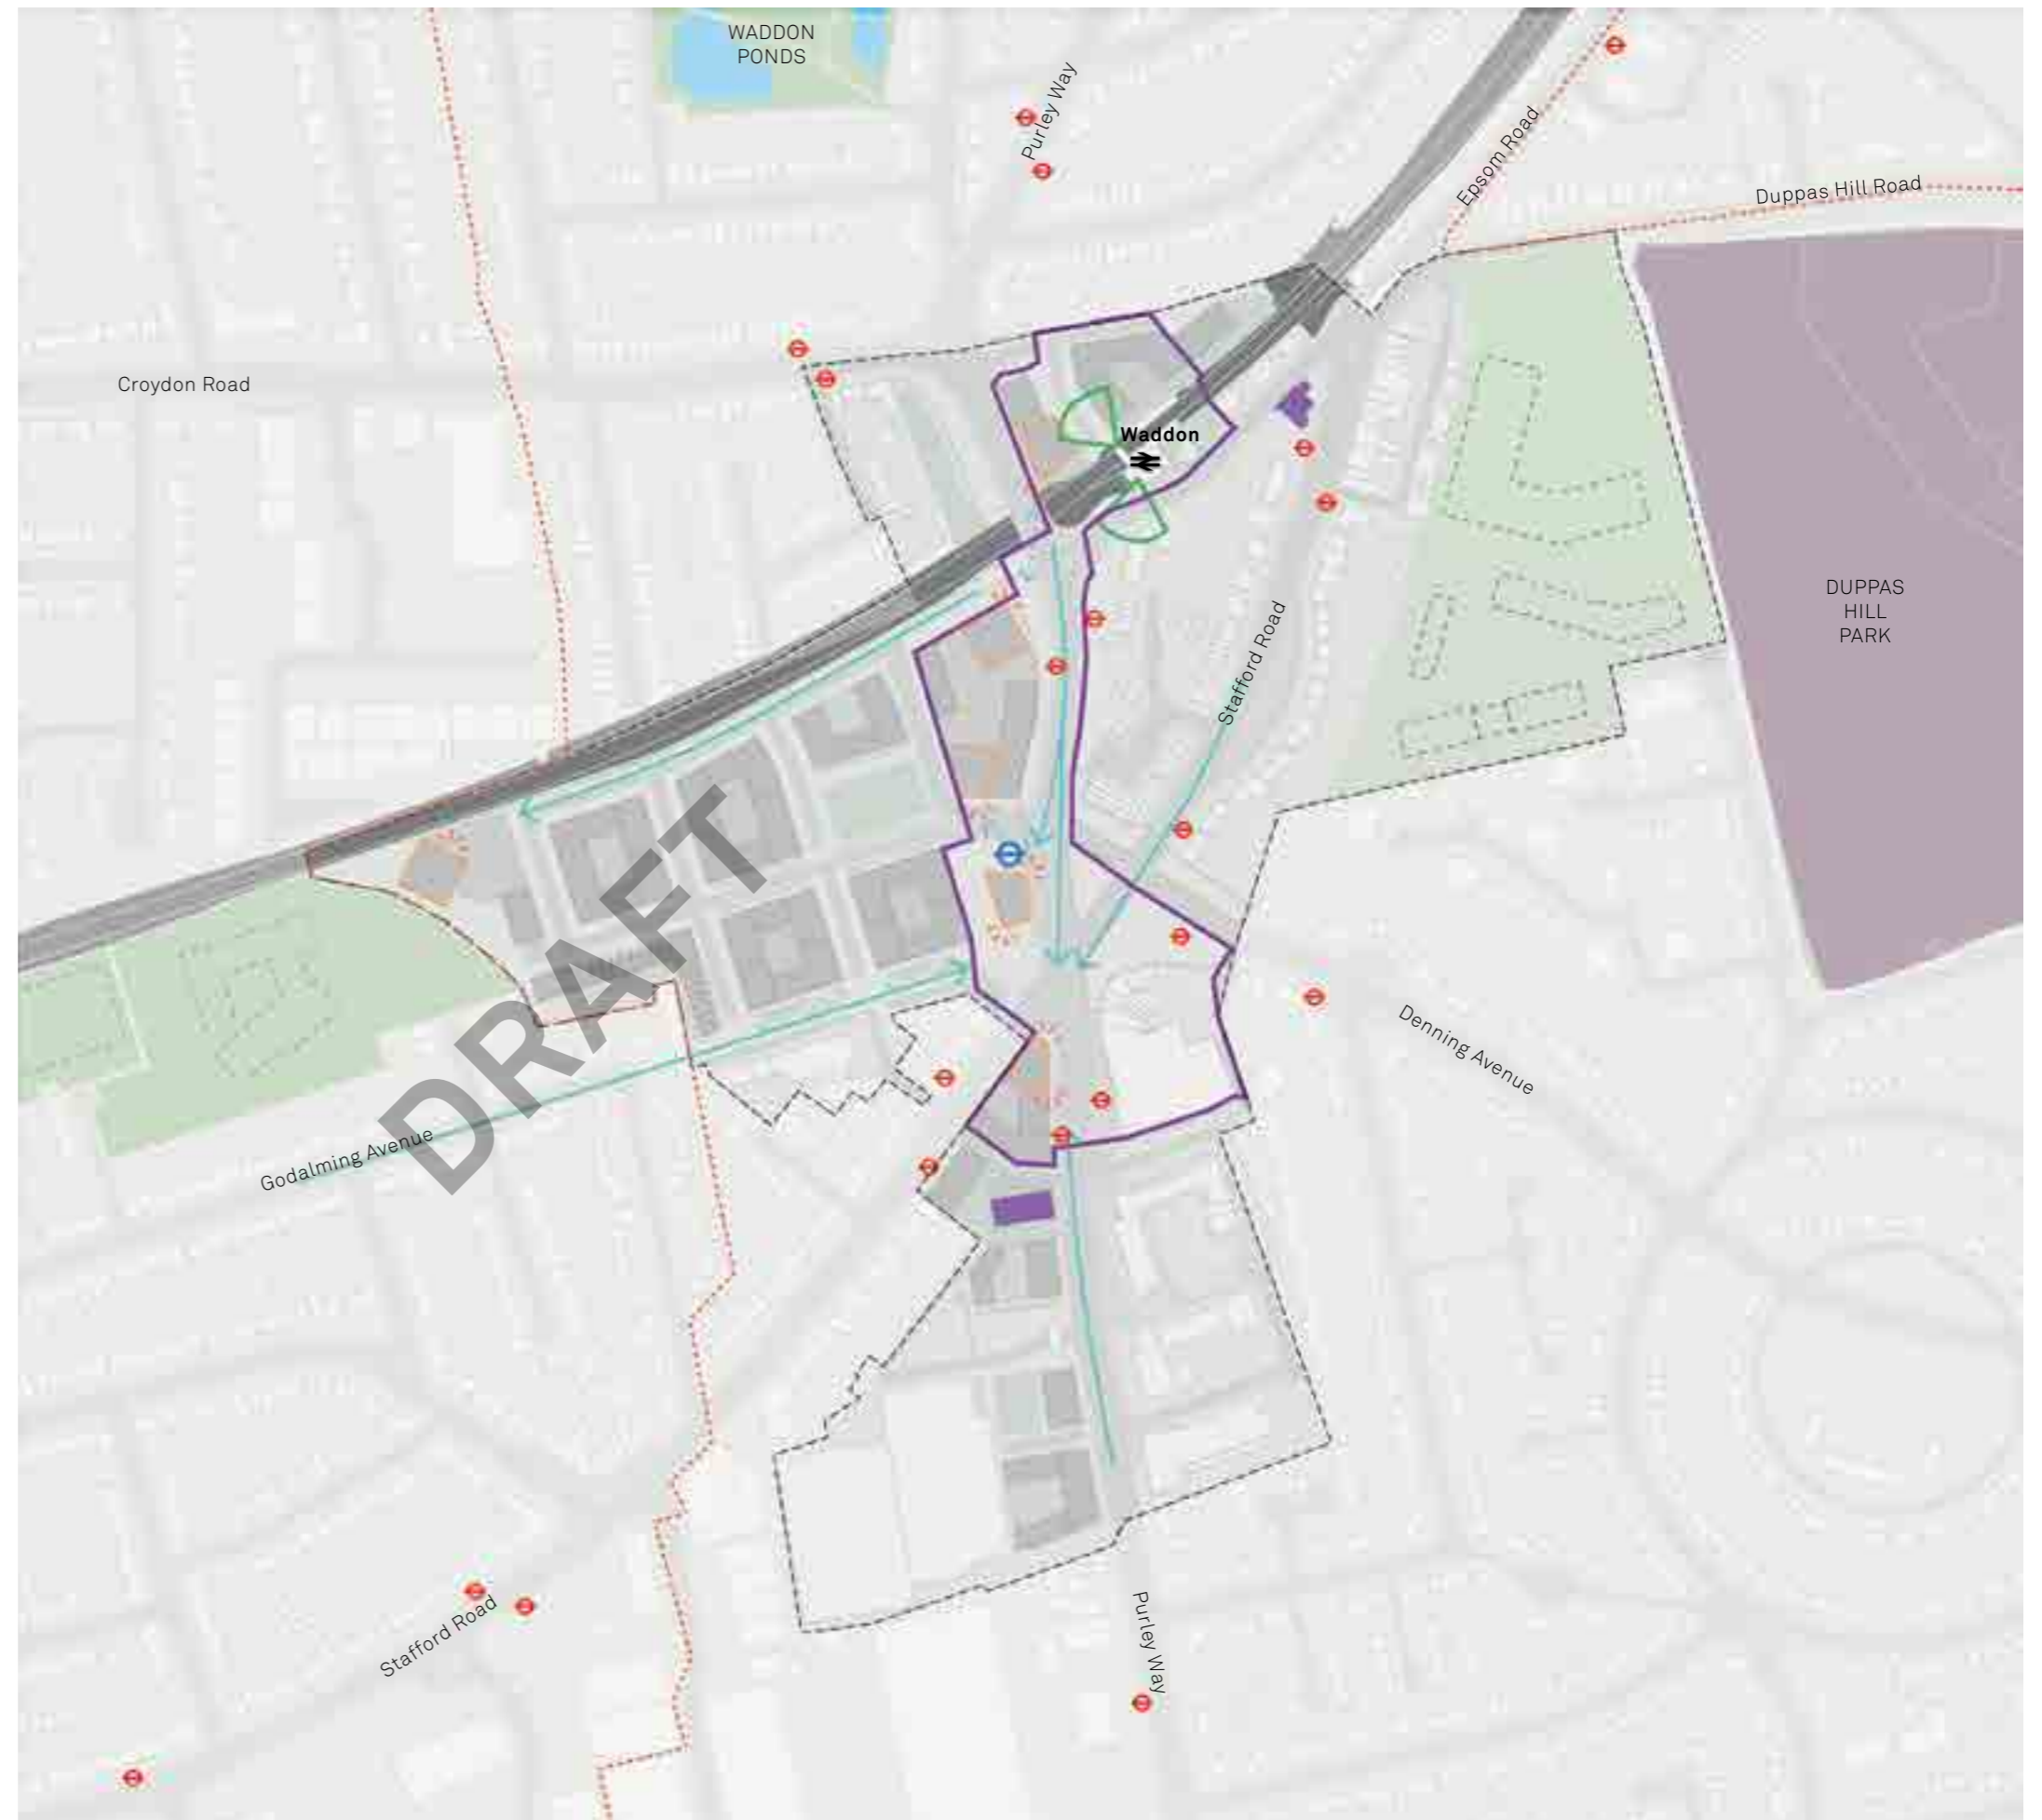 WADDON
PONDS
Purley Way
Epsom Road
Duppas Hill Road
Croydon Road
Waddon
DUPPAS
HILL
PARK
Stafford Road
DRAFT
Denning Avenue
Godalming Avenue
Stafford Road
Purley Way